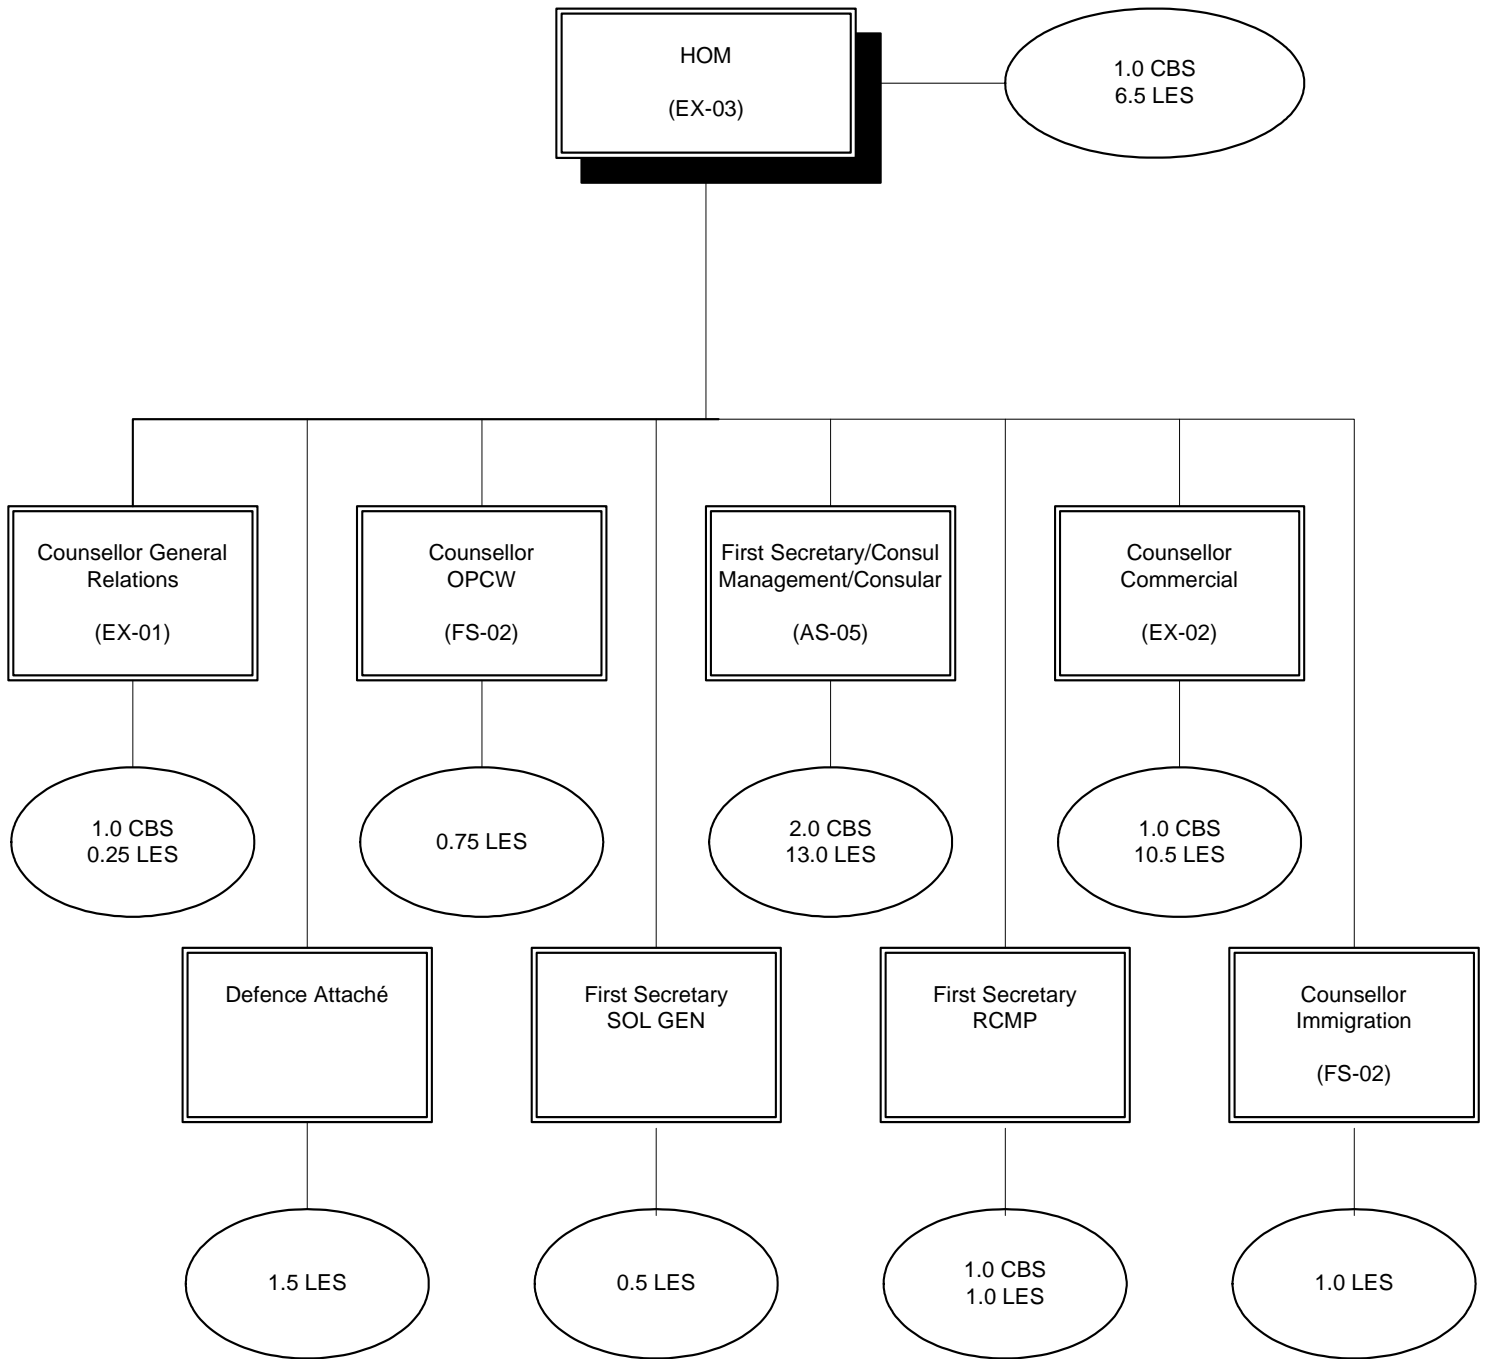 HOM
(EX-03)
1.0 CBS
6.5 LES
Counsellor General
Relations
(EX-01)
Counsellor
OPCW
(FS-02)
First Secretary/Consul
Management/Consular
(AS-05)
Counsellor
Commercial
(EX-02)
1.0 CBS
0.25 LES
0.75 LES
2.0 CBS
13.0 LES
1.0 CBS
10.5 LES
Defence Attaché
First Secretary
SOL GEN
First Secretary
RCMP
Counsellor
Immigration
(FS-02)
1.5 LES
0.5 LES
1.0 CBS
1.0 LES
1.0 LES